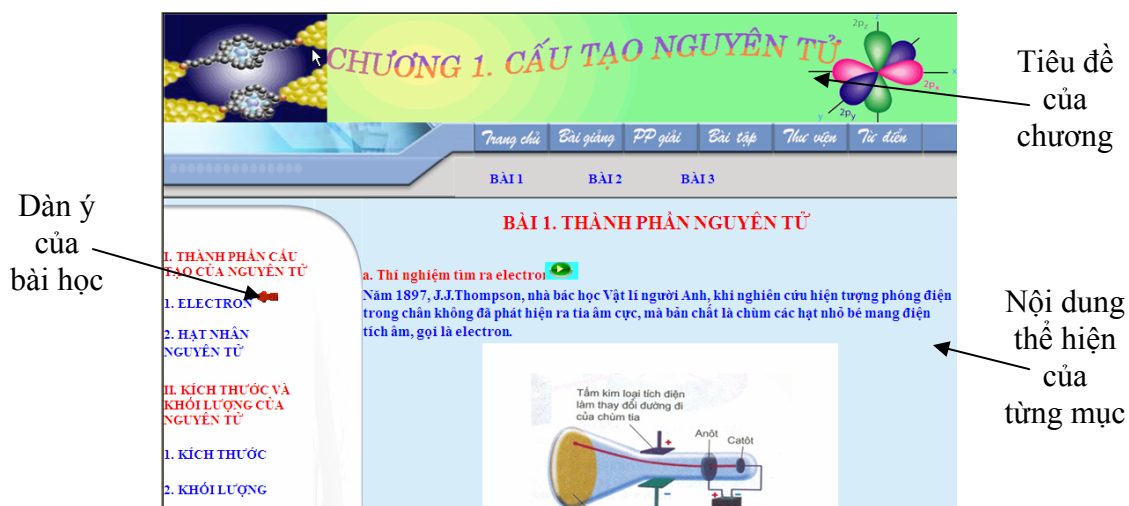 CHƯƠNG 1. CẤU TẠO NGUYÊN TỬ
z
2p_z
x
2p_x
y
2p_y
Tiêu đề
của
chương
Trang chủ Bài giảng PP giải Bài tập Thư viện Từ điển
BÀI 1 BÀI 2 BÀI 3
Dàn ý
của
bài học
I. THÀNH PHẦN CẤU
TẠO CỦA NGUYÊN TỬ
1. ELECTRON
2. HẠT NHÂN
NGUYÊN TỬ
II. KÍCH THƯỚC VÀ
KHỐI LƯỢNG CỦA
NGUYÊN TỬ
1. KÍCH THƯỚC
2. KHỐI LƯỢNG
BÀI 1. THÀNH PHẦN NGUYÊN TỬ
a. Thí nghiệm tìm ra electron
Năm 1897, J.J.Thompson, nhà bác học Vật lí người Anh, khi nghiên cứu hiện tượng phóng điện
trong chân không đã phát hiện ra tia âm cực, mà bản chất là chùm các hạt nhỏ bé mang điện
tích âm, gọi là electron.
Tấm kim loại tích điện
làm thay đổi đường đi
của chùm tia
+
Anôt
Catôt
−
+ −
Nội dung
thể hiện
của
từng mục